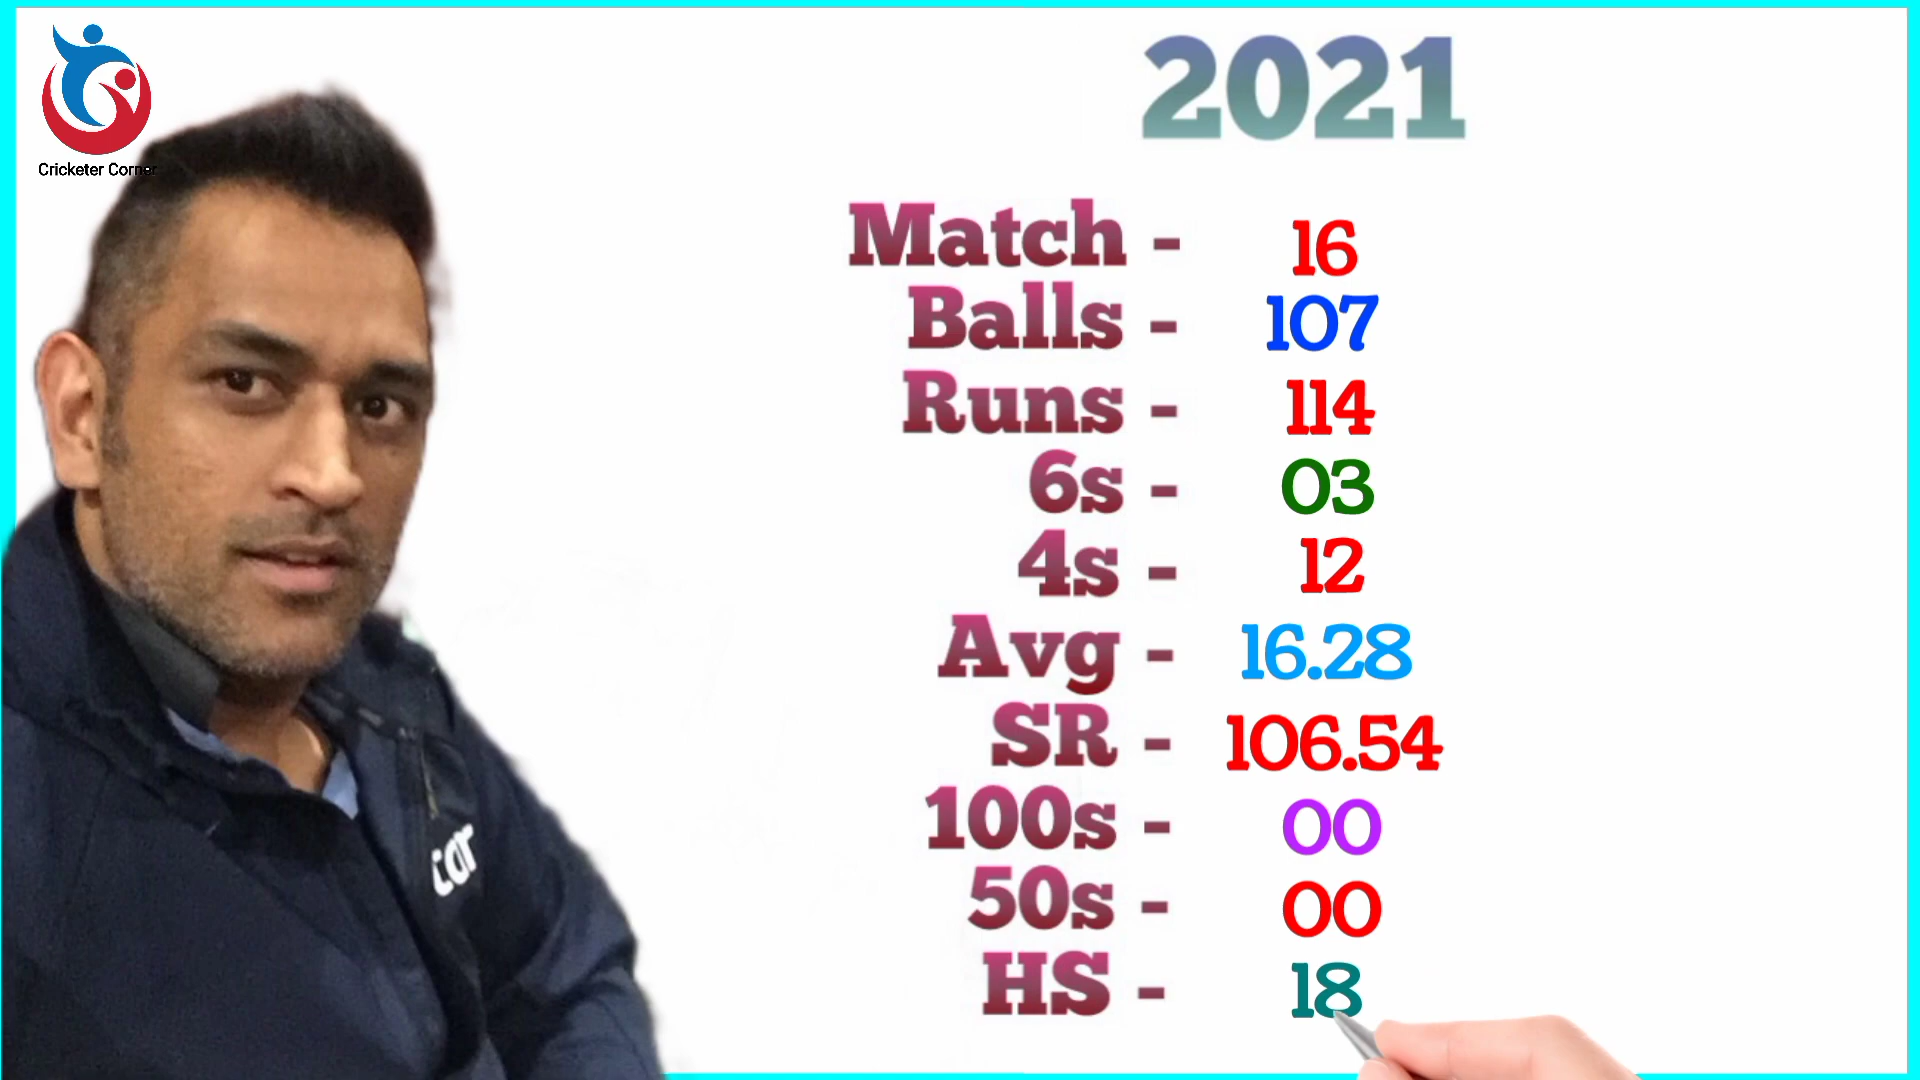 Cricketer Corner
2021
Match - 16
Balls - 107
Runs - 114
6s - 03
4s - 12
Avg - 16.28
SR - 106.54
100s - 00
50s - 00
HS - 18